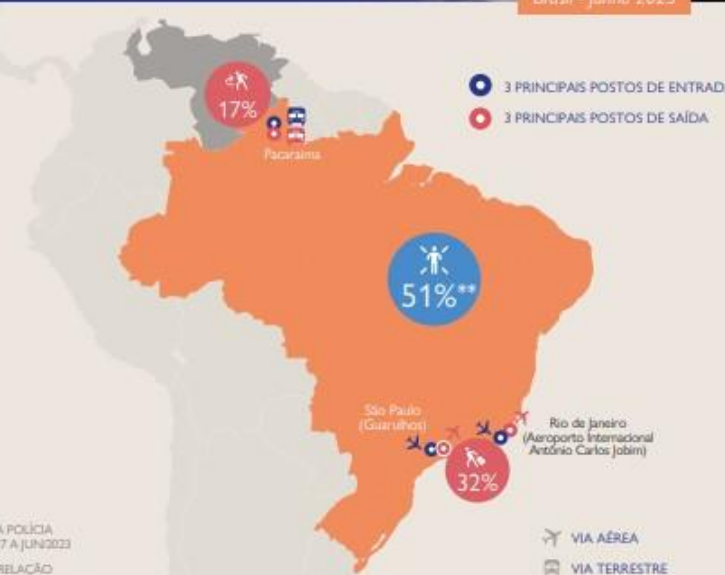 Brasil - Junho 2023
3 PRINCIPAIS POSTOS DE ENTRAD
3 PRINCIPAIS POSTOS DE SAÍDA
17%
Pacaraima
51%**
São Paulo
(Guarulhos)
Rio de Janeiro
(Aeroporto Internacional
Antônio Carlos Jobim)
32%
A POLÍCIA
7 A JUN/2023
RELAÇÃO
VIA AÉREA
VIA TERRESTRE